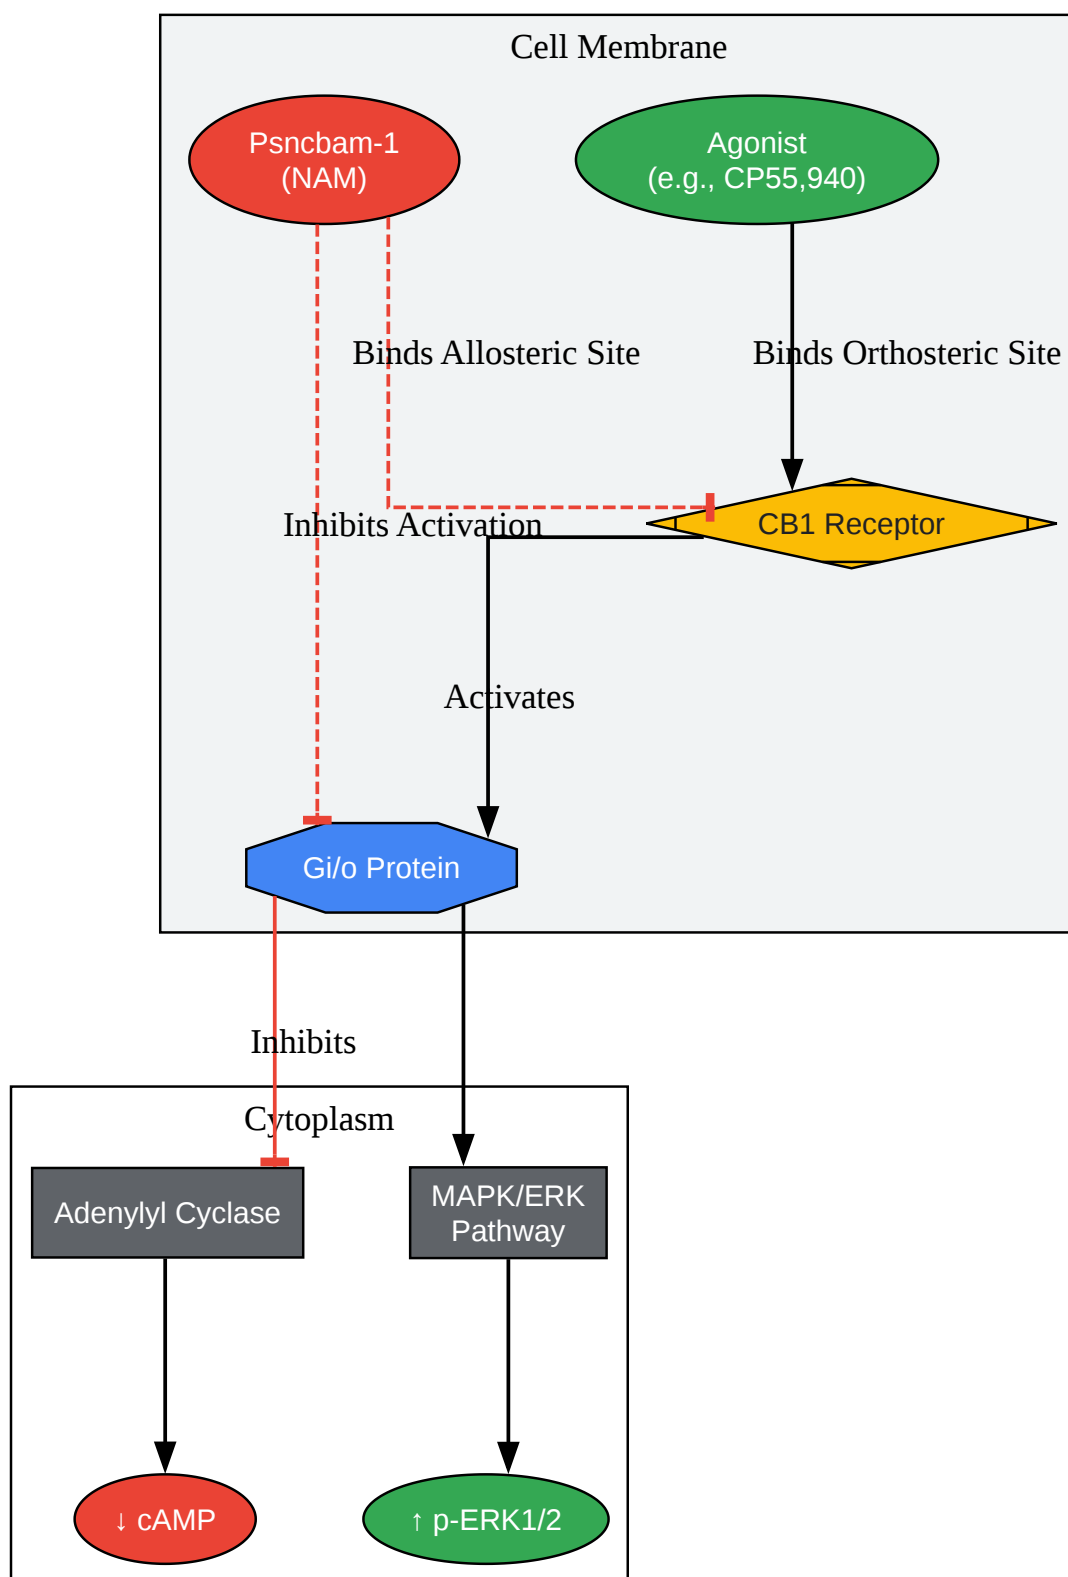 Cell Membrane
Psncbam-1
(NAM)
Agonist
(e.g., CP55,940)
Binds Allosteric Site
Binds Orthosteric Site
Inhibits Activation
CB1 Receptor
Activates
Gi/o Protein
Inhibits
Cytoplasm
Adenylyl Cyclase
MAPK/ERK
Pathway
↓ cAMP
↑ p-ERK1/2